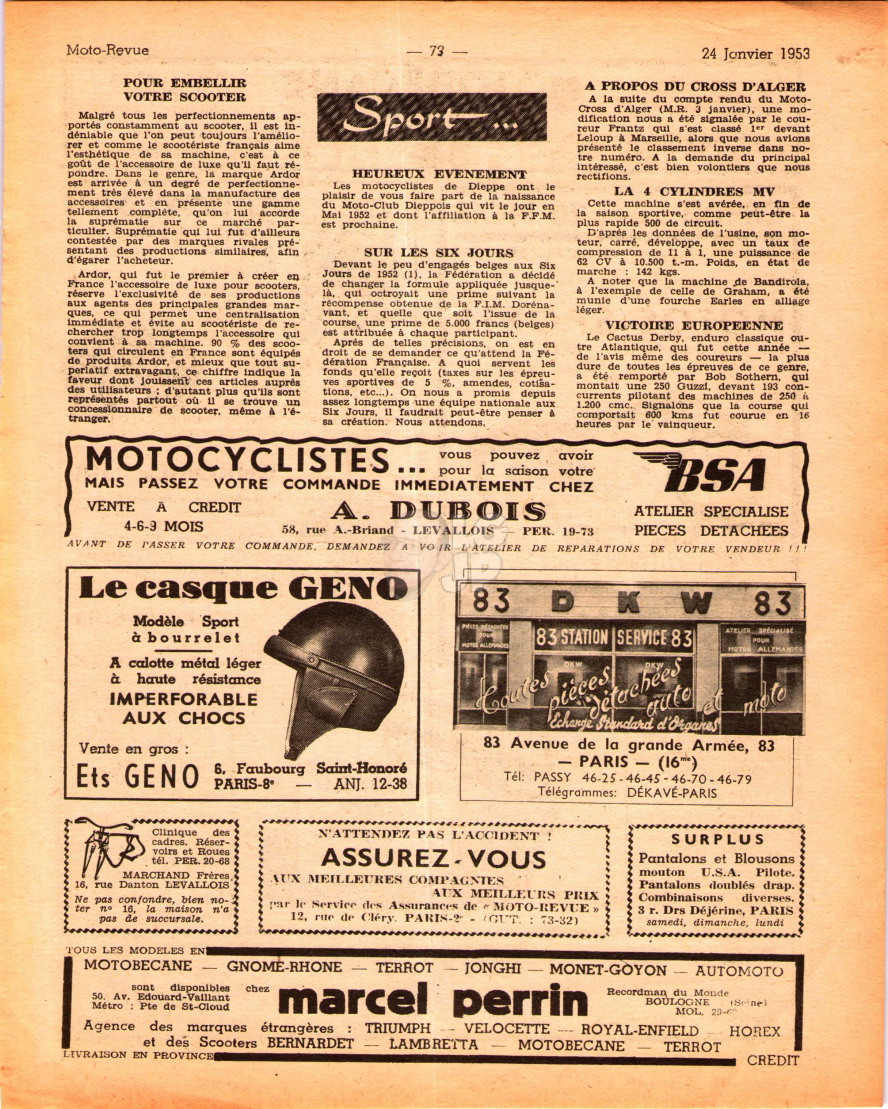 Moto-Revue
— 73 —
24 Janvier 1953
POUR EMBELLIR
VOTRE SCOOTER
Malgré tous les perfectionnements ap-
portés constamment au scooter, il est in-
déniable que l'on peut toujours l'amélio-
rer et comme le scootériste français aime
l'esthétique de sa machine, c'est à ce
goût de l'accessoire de luxe qu'il faut ré-
pondre. Dans le genre, la marque Ardor
est arrivée à un degré de perfectionne-
ment très élevé dans la manufacture des
accessoires et en présente une gamme
tellement complète, qu'on lui accorde
la suprématie sur ce marché par-
ticulier. Suprématie qui lui fut d'ailleurs
contestée par des marques rivales pré-
sentant des productions similaires, afin
d'égarer l'acheteur.
Ardor, qui fut le premier à créer en
France l'accessoire de luxe pour scooters,
réserve l'exclusivité de ses productions
aux agents des principales grandes mar-
ques, ce qui permet une centralisation
immédiate et évite au scootériste de re-
chercher trop longtemps l'accessoire qui
convient à sa machine. 90 % des scoo-
ters qui circulent en France sont équipés
de produits Ardor, et mieux que tout su-
perlatif extravagant, ce chiffre indique la
faveur dont jouissent ces articles auprès
des utilisateurs ; d'autant plus qu'ils sont
représentés partout où il se trouve un
concessionnaire de scooter, même à l'é-
tranger.
Sport...
HEUREUX EVENEMENT
Les motocyclistes de Dieppe ont le
plaisir de vous faire part de la naissance
du Moto-Club Dieppois qui vit le jour en
Mai 1952 et dont l'affiliation à la F.F.M.
est prochaine.
SUR LES SIX JOURS
Devant le peu d'engagés belges aux Six
Jours de 1952 (1), la Fédération a décidé
de changer la formule appliquée jusque-
là, qui octroyait une prime suivant la
récompense obtenue de la F.I.M. Doréna-
vant, et quelle que soit l'issue de la
course, une prime de 5.000 francs (belges)
est attribuée à chaque participant.
Après de telles précisions, on est en
droit de se demander ce qu'attend la Fé-
dération Française. A quoi servent les
fonds qu'elle reçoit (taxes sur les épreu-
ves sportives de 5 %, amendes, cotisa-
tions, etc...). On nous a promis depuis
assez longtemps une équipe nationale aux
Six Jours, il faudrait peut-être penser à
sa création. Nous attendons.
A PROPOS DU CROSS D'ALGER
A la suite du compte rendu du Moto-
Cross d'Alger (M.R. 3 janvier), une mo-
dification nous a été signalée par le cou-
reur Frantz qui s'est classé 1er devant
Leloup à Marseille, alors que nous avions
présenté le classement inverse dans no-
tre numéro. A la demande du principal
intéressé, c'est bien volontiers que nous
rectifions.
LA 4 CYLINDRES MV
Cette machine s'est avérée, en fin de
la saison sportive, comme peut-être la
plus rapide 500 de circuit.
D'après les données de l'usine, son mo-
teur, carré, développe, avec un taux de
compression de 11 à 1, une puissance de
62 CV à 10.500 t.-m. Poids, en état de
marche : 142 kgs.
A noter que la machine de Bandirola,
à l'exemple de celle de Graham, a été
munie d'une fourche Earles en alliage
léger.
VICTOIRE EUROPEENNE
Le Cactus Derby, enduro classique ou-
tre Atlantique, qui fut cette année —
de l'avis même des coureurs — la plus
dure de toutes les épreuves de ce genre,
a été remporté par Bob Sothern, qui
montait une 250 Guzzi, devant 193 con-
currents pilotant des machines de 250 à
1.200 cmc. Signalons que la course qui
comportait 600 kms fut courue en 16
heures par le vainqueur.
MOTOCYCLISTES...
vous pouvez avoir
pour la saison votre
BSA
MAIS PASSEZ VOTRE COMMANDE IMMEDIATEMENT CHEZ
VENTE A CREDIT
4-6-9 MOIS
A. DUBOIS
58, rue A.-Briand - LEVALLOIS - PER. 19-73
ATELIER SPECIALISE
PIECES DETACHEES
AVANT DE PASSER VOTRE COMMANDE, DEMANDEZ A VOIR L'ATELIER DE REPARATIONS DE VOTRE VENDEUR !!!
Le casque GENO
Modèle Sport
à bourrelet
A calotte métal léger
à haute résistance
IMPERFORABLE
AUX CHOCS
Vente en gros :
Ets GENO
6, Faubourg Saint-Honoré
PARIS-8e — ANJ. 12-38
83 DKW 83
PIÈCES DÉTACHÉES
POUR
MOTOS ALLEMANDES
83 STATION SERVICE 83
ATELIER SPÉCIALISÉ
POUR
MOTOS ALLEMANDES
DKW DKW
Toutes pièces détachées auto et moto
Echange Standard d'Organes
83 Avenue de la grande Armée, 83
— PARIS — (16me)
Tél: PASSY 46-25 - 46-45 - 46-70 - 46-79
Télégrammes: DÉKAVÉ-PARIS
Clinique des
cadres. Réser-
voirs et Roues
tél. PER. 20-68
MARCHAND Frères
16, rue Danton LEVALLOIS
Ne pas confondre, bien no-
ter n° 16, la maison n'a
pas de succursale.
N'ATTENDEZ PAS L'ACCIDENT !
ASSUREZ-VOUS
AUX MEILLEURES COMPAGNIES
AUX MEILLEURS PRIX
par le Service des Assurances de « MOTO-REVUE »
12, rue de Cléry, PARIS-2e - (GUT. : 73-32)
SURPLUS
Pantalons et Blousons
mouton U.S.A. Pilote.
Pantalons doublés drap.
Combinaisons diverses.
3 r. Drs Déjérine, PARIS
samedi, dimanche, lundi
TOUS LES MODELES EN
MOTOBECANE — GNOME-RHONE — TERROT — JONGHI — MONET-GOYON — AUTOMOTO
sont disponibles chez
50, Av. Edouard-Vaillant
Métro : Pte de St-Cloud
marcel perrin
Recordman du Monde
BOULOGNE (Seine)
MOL. 29-6
Agence des marques étrangères : TRIUMPH — VELOCETTE — ROYAL-ENFIELD — HOREX
et des Scooters BERNARDET — LAMBRETTA — MOTOBECANE — TERROT
LIVRAISON EN PROVINCE
CREDIT